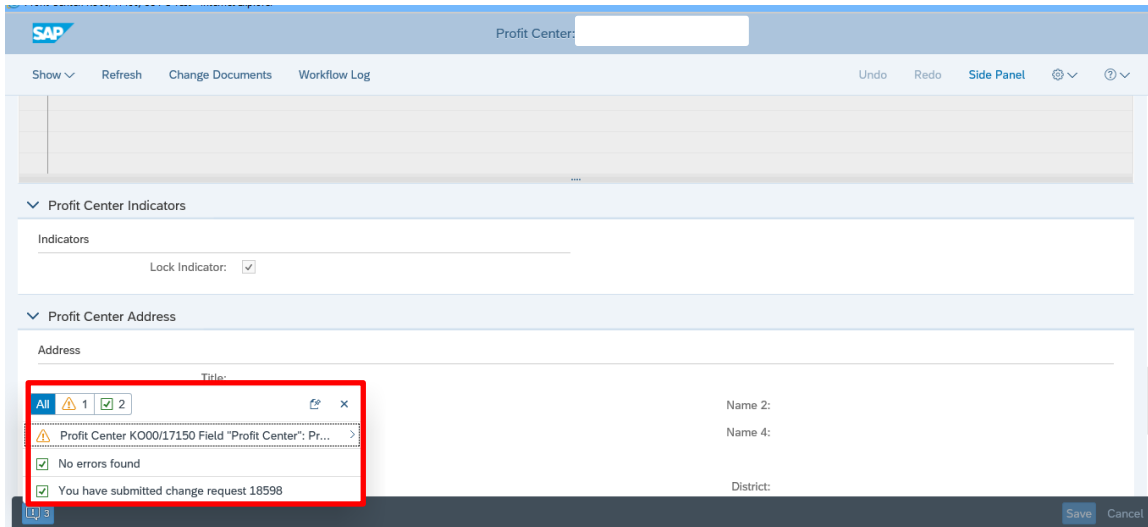 SAP
Profit Center:
Show Refresh Change Documents Workflow Log Undo Redo Side Panel
Profit Center Indicators
Indicators
Lock Indicator:
Profit Center Address
Address
Title:
All 1 2
Name 2:
Profit Center KO00/17150 Field "Profit Center": Pr...
Name 4:
No errors found
You have submitted change request 18598
District:
3
Save Cancel